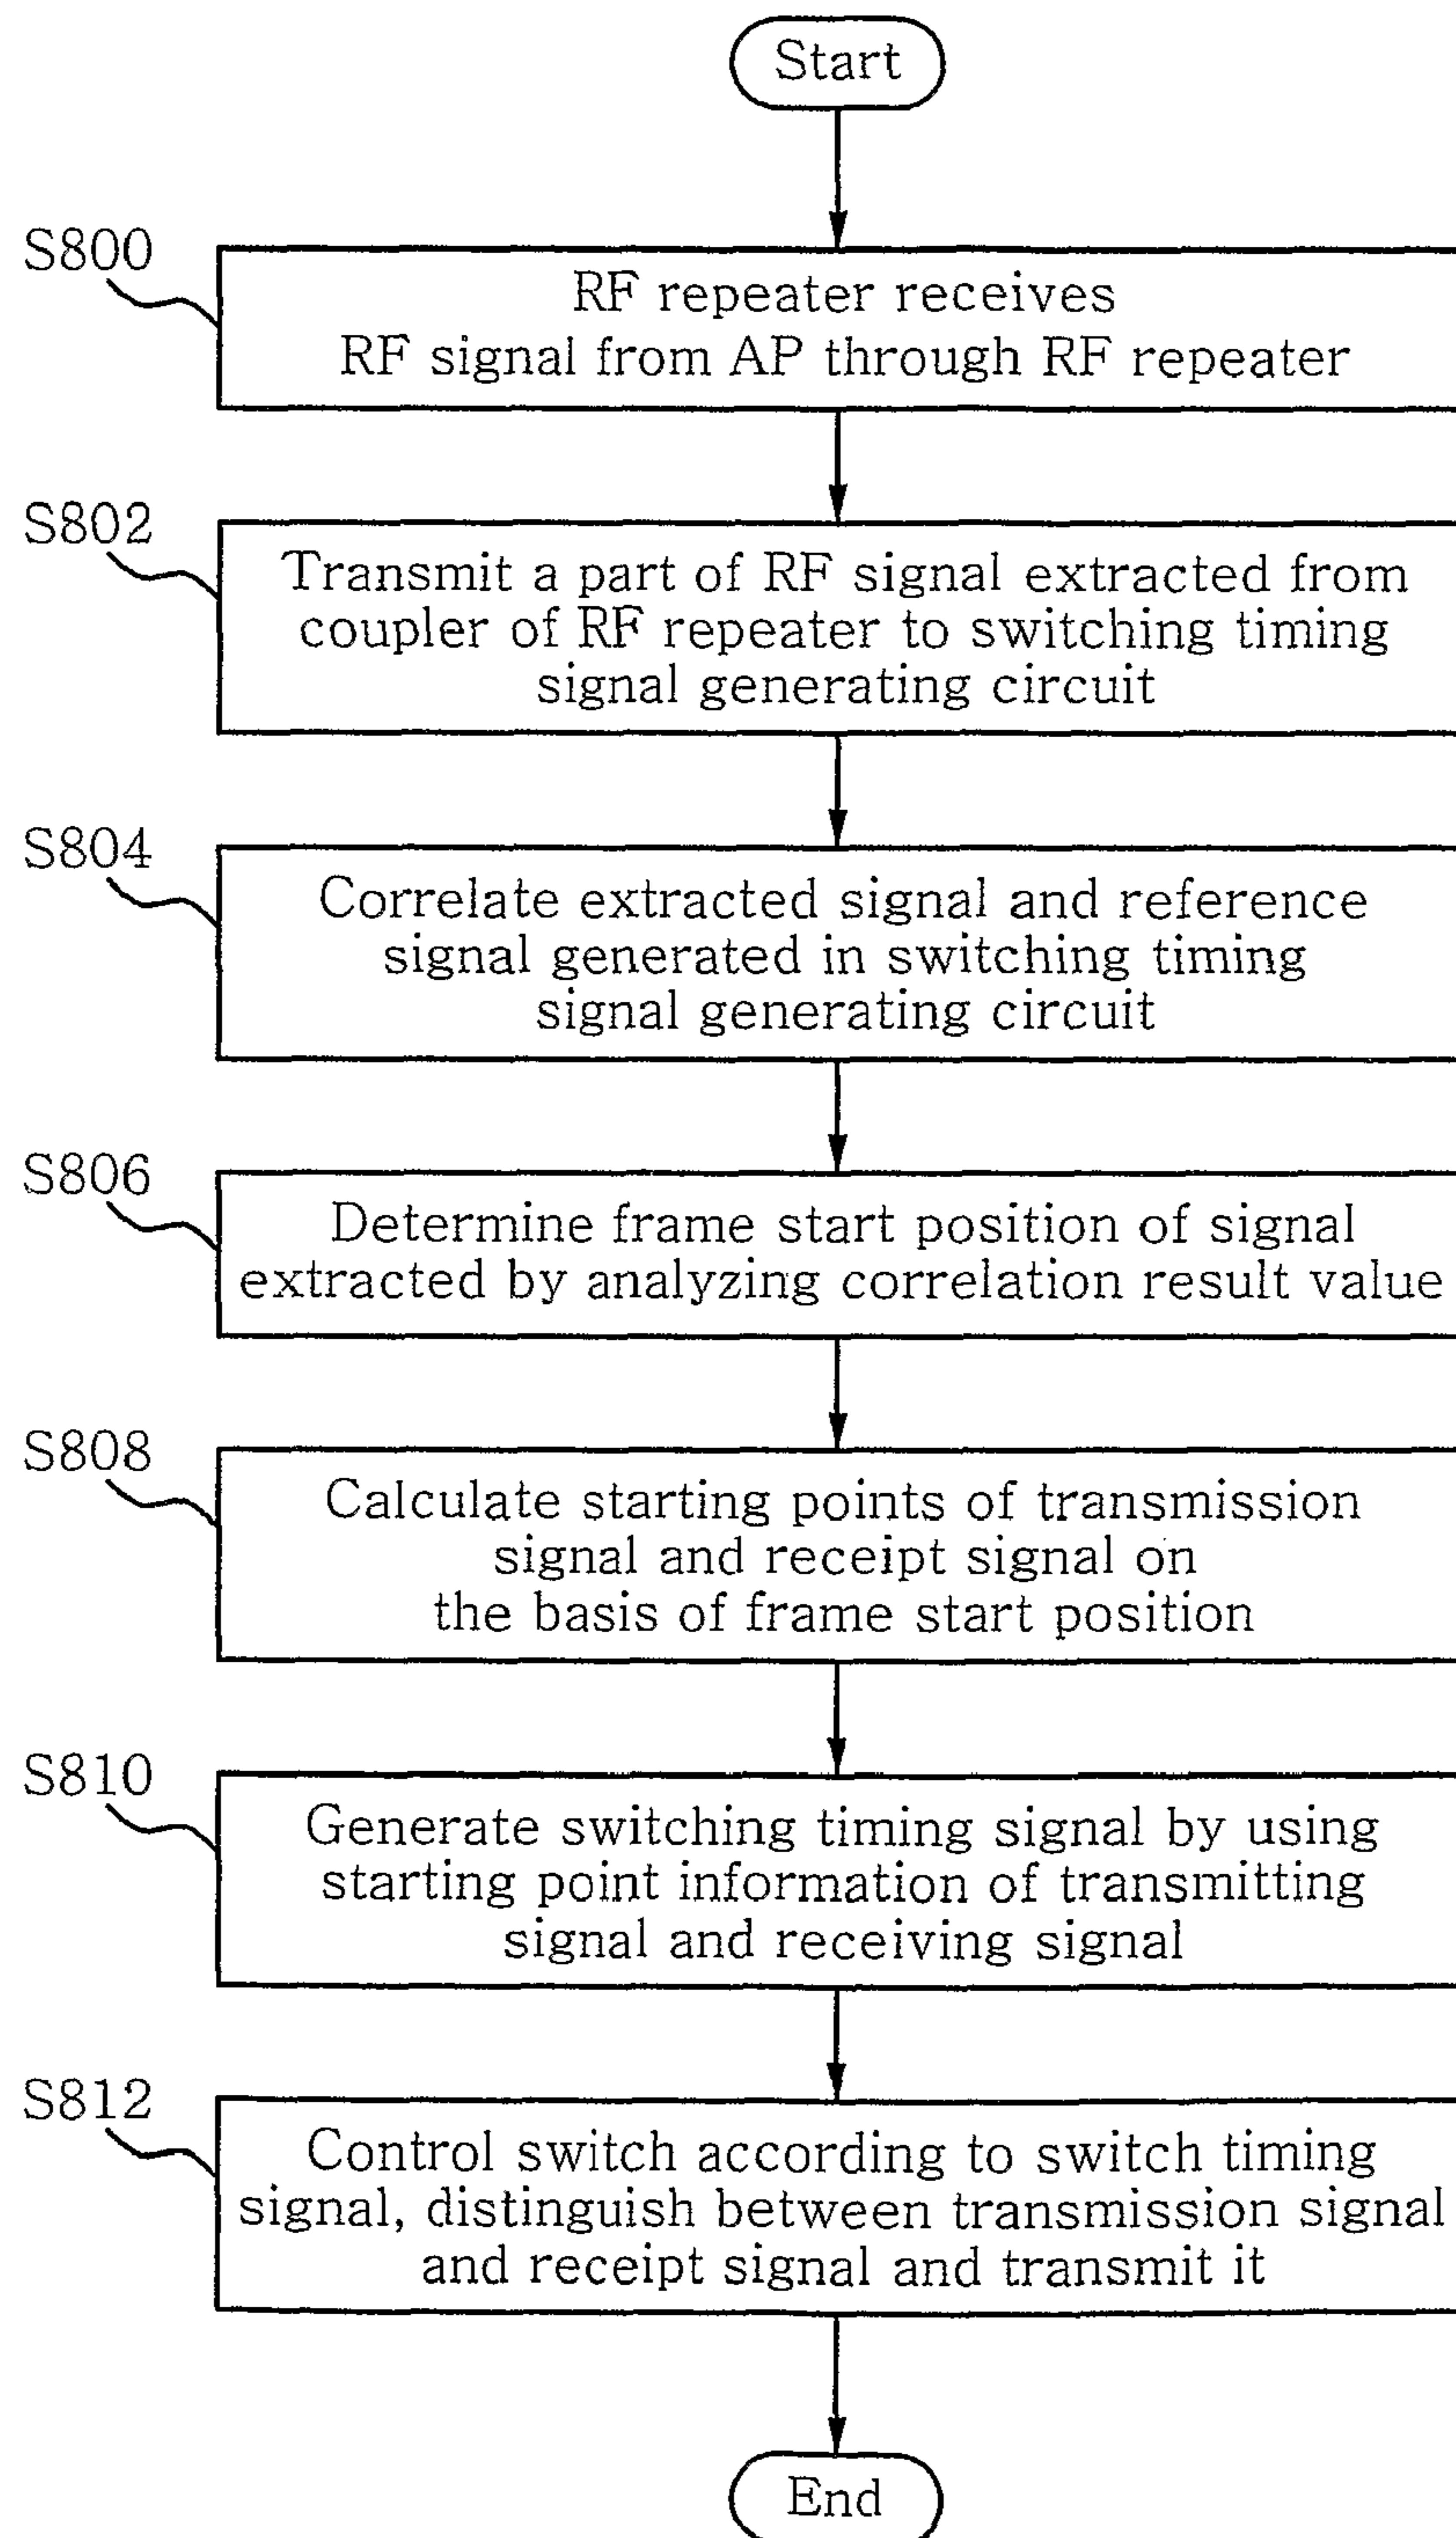 Start
S800
RF repeater receives
RF signal from AP through RF repeater
S802
Transmit a part of RF signal extracted from
coupler of RF repeater to switching timing
signal generating circuit
S804
Correlate extracted signal and reference
signal generated in switching timing
signal generating circuit
S806
Determine frame start position of signal
extracted by analyzing correlation result value
S808
Calculate starting points of transmission
signal and receipt signal on
the basis of frame start position
S810
Generate switching timing signal by using
starting point information of transmitting
signal and receiving signal
S812
Control switch according to switch timing
signal, distinguish between transmission signal
and receipt signal and transmit it
End